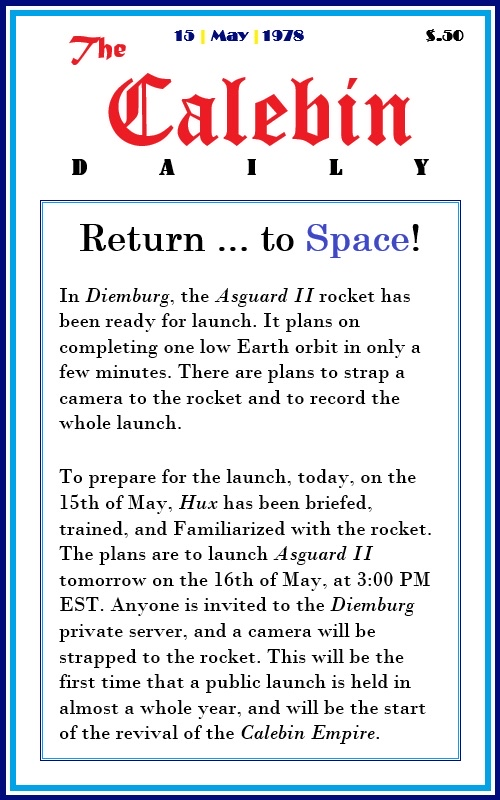 15 | May | 1978
$.50
The
Calebin
DAILY
Return ... to Space!
In Diemburg, the Asguard II rocket has
been ready for launch. It plans on
completing one low Earth orbit in only a
few minutes. There are plans to strap a
camera to the rocket and to record the
whole launch.
To prepare for the launch, today, on the
15th of May, Hux has been briefed,
trained, and Familiarized with the rocket.
The plans are to launch Asguard II
tomorrow on the 16th of May, at 3:00 PM
EST. Anyone is invited to the Diemburg
private server, and a camera will be
strapped to the rocket. This will be the
first time that a public launch is held in
almost a whole year, and will be the start
of the revival of the Calebin Empire.